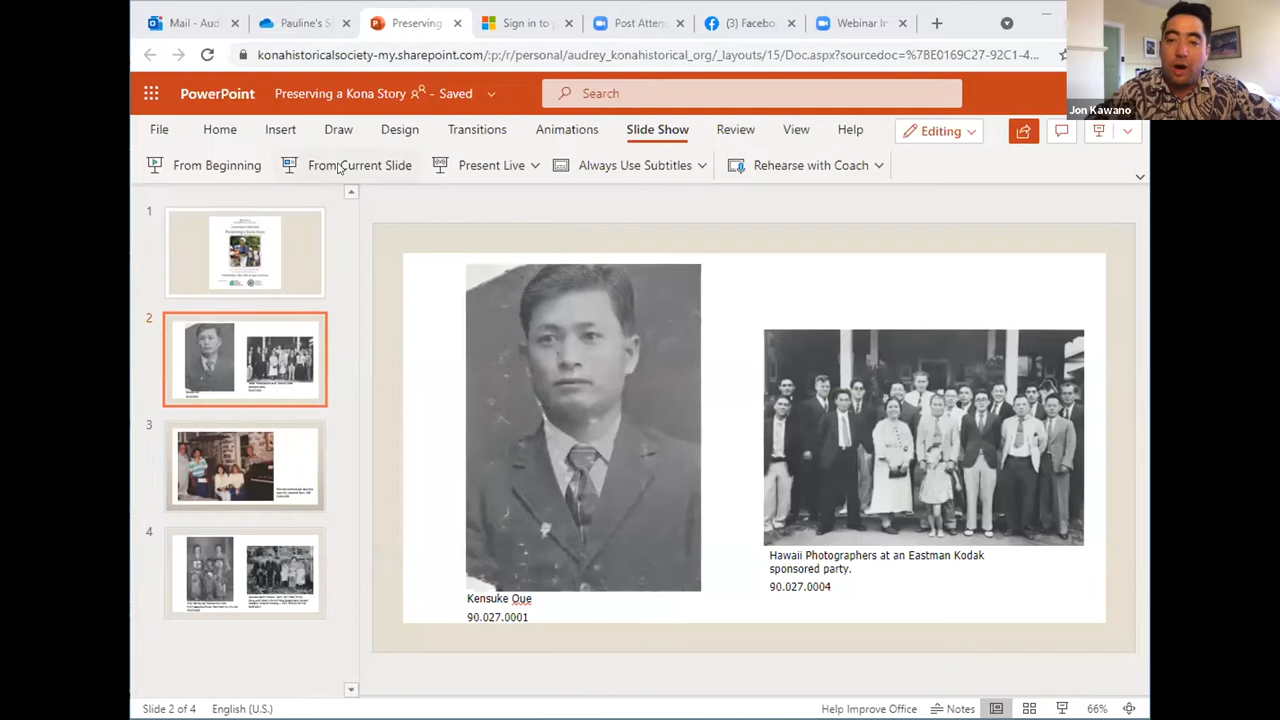 Mail - Aud
Pauline's S
Preserving
Sign in to y
Post Attend
(3) Facebo
Webinar In
konahistoricalsociety-my.sharepoint.com/:p:/r/personal/audrey_konahistorical_org/_layouts/15/Doc.aspx?sourcedoc=%7BE0169C27-92C1-4...
PowerPoint
Preserving a Kona Story - Saved
Search
Jon Kawano
File Home Insert Draw Design Transitions Animations Slide Show Review View Help Editing
From Beginning From Current Slide Present Live Always Use Subtitles Rehearse with Coach
1
2
3
4
Hawaii Photographers at an Eastman Kodak
sponsored party.
90.027.0004
Kensuke Oue
90.027.0001
Slide 2 of 4 English (U.S.) Help Improve Office Notes 66%